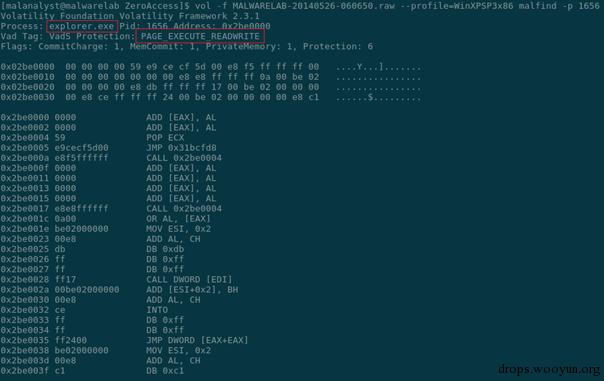 [malanalyst@malwarelab ZeroAccess]$ vol -f MALWARELAB-20140526-060650.raw --profile=WinXPSP3x86 malfind -p 1656
Volatility Foundation Volatility Framework 2.3.1
Process: explorer.exe Pid: 1656 Address: 0x2be0000
Vad Tag: VadS Protection: PAGE_EXECUTE_READWRITE
Flags: CommitCharge: 1, MemCommit: 1, PrivateMemory: 1, Protection: 6
0x02be0000  00 00 00 00 59 e9 ce cf 5d 00 e8 f5 ff ff ff 00   ....Y...].......
0x02be0010  00 00 00 00 00 00 00 e8 e8 ff ff ff 0a 00 be 02   ................
0x02be0020  00 00 00 00 e8 db ff ff ff 17 00 be 02 00 00 00   ................
0x02be0030  00 e8 ce ff ff ff 24 00 be 02 00 00 00 00 e8 c1   ......$.........
0x2be0000 0000             ADD [EAX], AL
0x2be0002 0000             ADD [EAX], AL
0x2be0004 59               POP ECX
0x2be0005 e9cecf5d00       JMP 0x31bcfd8
0x2be000a e8f5ffffff       CALL 0x2be0004
0x2be000f 0000             ADD [EAX], AL
0x2be0011 0000             ADD [EAX], AL
0x2be0013 0000             ADD [EAX], AL
0x2be0015 0000             ADD [EAX], AL
0x2be0017 e8e8ffffff       CALL 0x2be0004
0x2be001c 0a00             OR AL, [EAX]
0x2be001e be02000000       MOV ESI, 0x2
0x2be0023 00e8             ADD AL, CH
0x2be0025 db               DB 0xdb
0x2be0026 ff               DB 0xff
0x2be0027 ff               DB 0xff
0x2be0028 ff17             CALL DWORD [EDI]
0x2be002a 00be02000000     ADD [ESI+0x2], BH
0x2be0030 00e8             ADD AL, CH
0x2be0032 ce               INTO
0x2be0033 ff               DB 0xff
0x2be0034 ff               DB 0xff
0x2be0035 ff2400           JMP DWORD [EAX+EAX]
0x2be0038 be02000000       MOV ESI, 0x2
0x2be003d 00e8             ADD AL, CH
0x2be003f c1               DB 0xc1
drops.wooyun.org